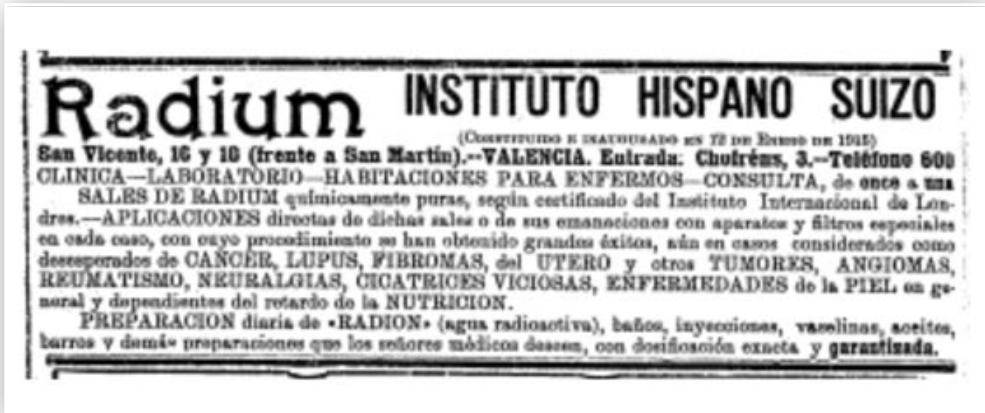 Radium INSTITUTO HISPANO SUIZO
(CONSTITUIDO E INAUGURADO EN DE ENERO DE 1915)
San Vicente, 16 y 18 (frente a San Martín).--VALENCIA. Entrada: Chofréns, 3.--Teléfono 600
CLINICA—LABORATORIO—HABITACIONES PARA ENFERMOS—CONSULTA, de once a una
SALES DE RADIUM químicamente puras, según certificado del Instituto Internacional de Lon-
dres.—APLICACIONES directas de dichas sales o de sus emanaciones con aparatos y filtros especiales
en cada caso, con cuyo procedimiento se han obtenido grandes éxitos, aún en casos considerados como
desesperados de CANCER, LUPUS, FIBROMAS, del UTERO y otros TUMORES, ANGIOMAS,
REUMATISMO, NEURALGIAS, CICATRICES VICIOSAS, ENFERMEDADES de la PIEL en ge-
neral y dependientes del retardo de la NUTRICION.
PREPARACION diaria de «RADION» (agua radioactiva), baños, inyecciones, vaselinas, aceites,
barros y demás preparaciones que los señores médicos deseen, con dosificación exacta y garantizada.